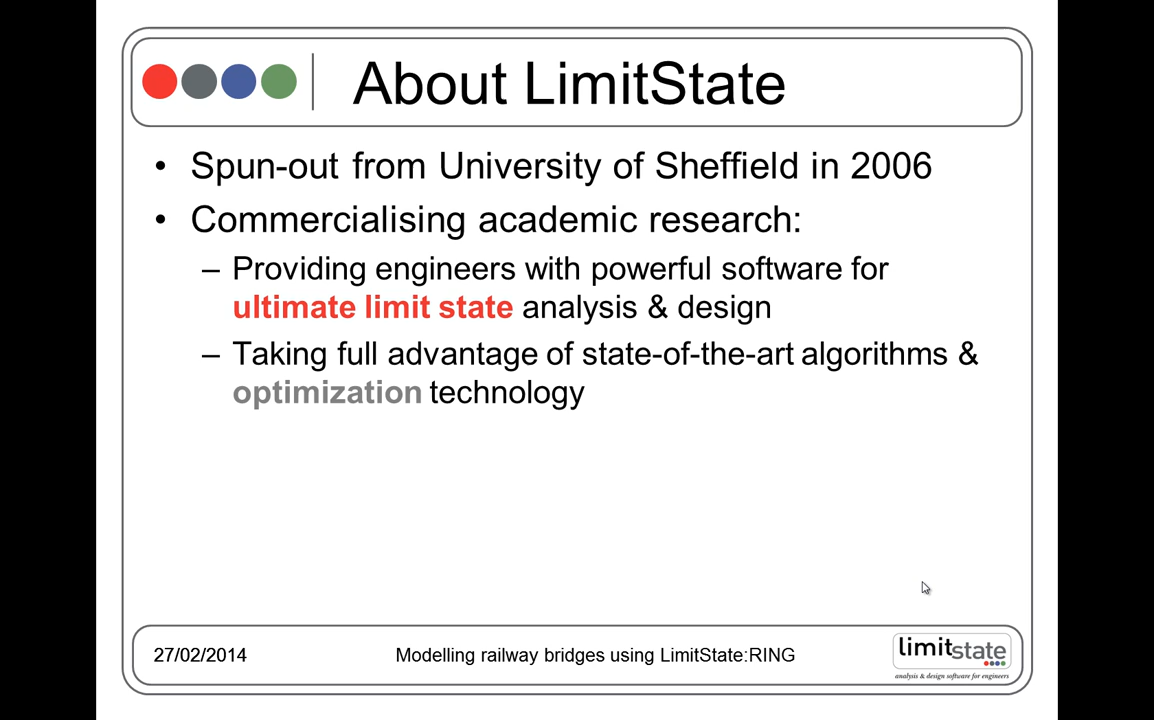 About LimitState
• Spun-out from University of Sheffield in 2006
• Commercialising academic research:
– Providing engineers with powerful software for
ultimate limit state analysis & design
– Taking full advantage of state-of-the-art algorithms &
optimization technology
27/02/2014
Modelling railway bridges using LimitState:RING
limitstate
analysis & design software for engineers